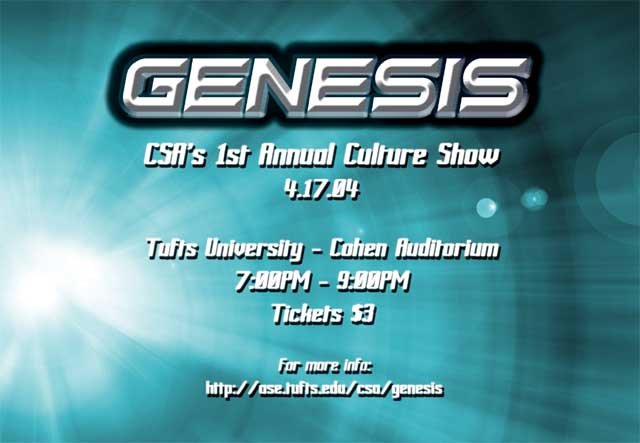 GENESIS
CSA's 1st Annual Culture Show
4.17.04
Tufts University - Cohen Auditorium
7:00PM - 9:00PM
Tickets $3
For more info:
http://ase.tufts.edu/csa/genesis